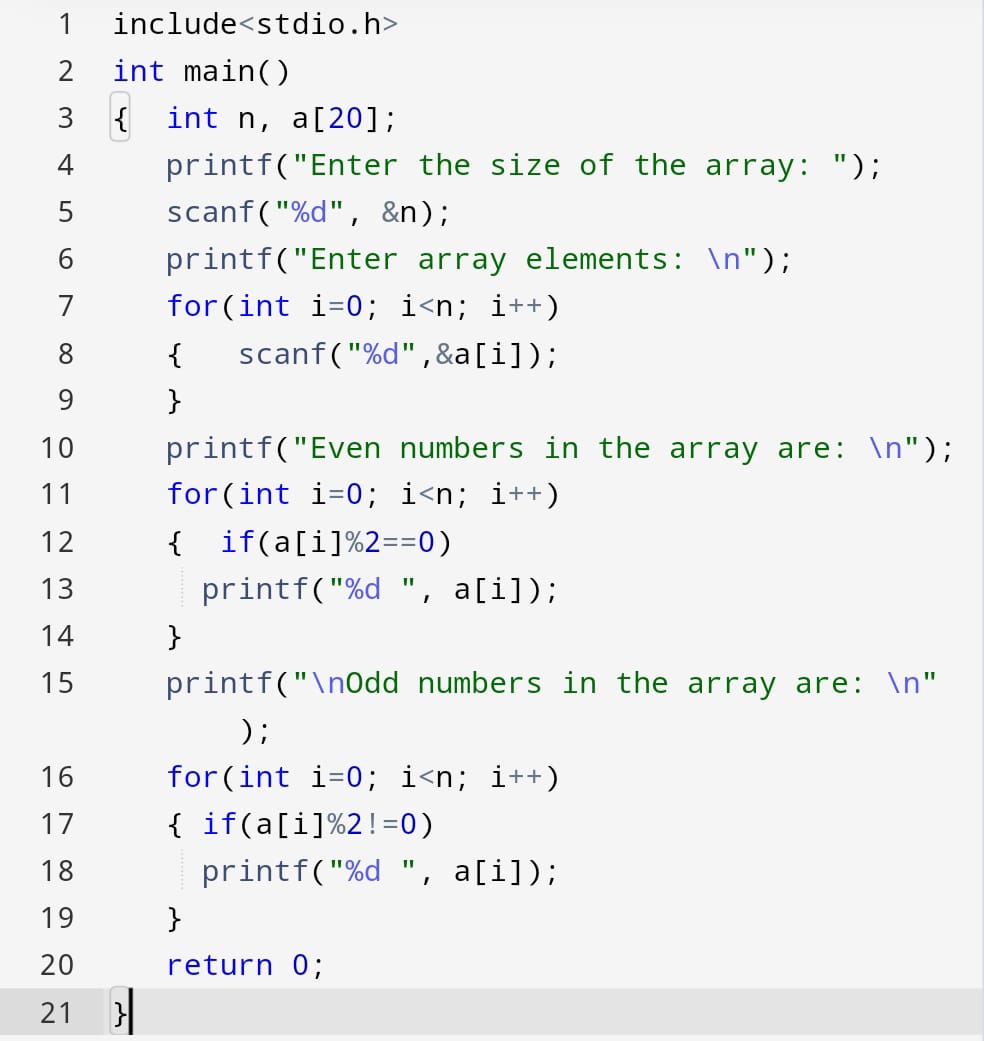 1 include<stdio.h>
2 int main()
3 { int n, a[20];
4 printf("Enter the size of the array: ");
5 scanf("%d", &n);
6 printf("Enter array elements: \n");
7 for(int i=0; i<n; i++)
8 { scanf("%d",&a[i]);
9 }
10 printf("Even numbers in the array are: \n");
11 for(int i=0; i<n; i++)
12 { if(a[i]%2==0)
13 printf("%d ", a[i]);
14 }
15 printf("\nOdd numbers in the array are: \n"
);
16 for(int i=0; i<n; i++)
17 { if(a[i]%2!=0)
18 printf("%d ", a[i]);
19 }
20 return 0;
21 }